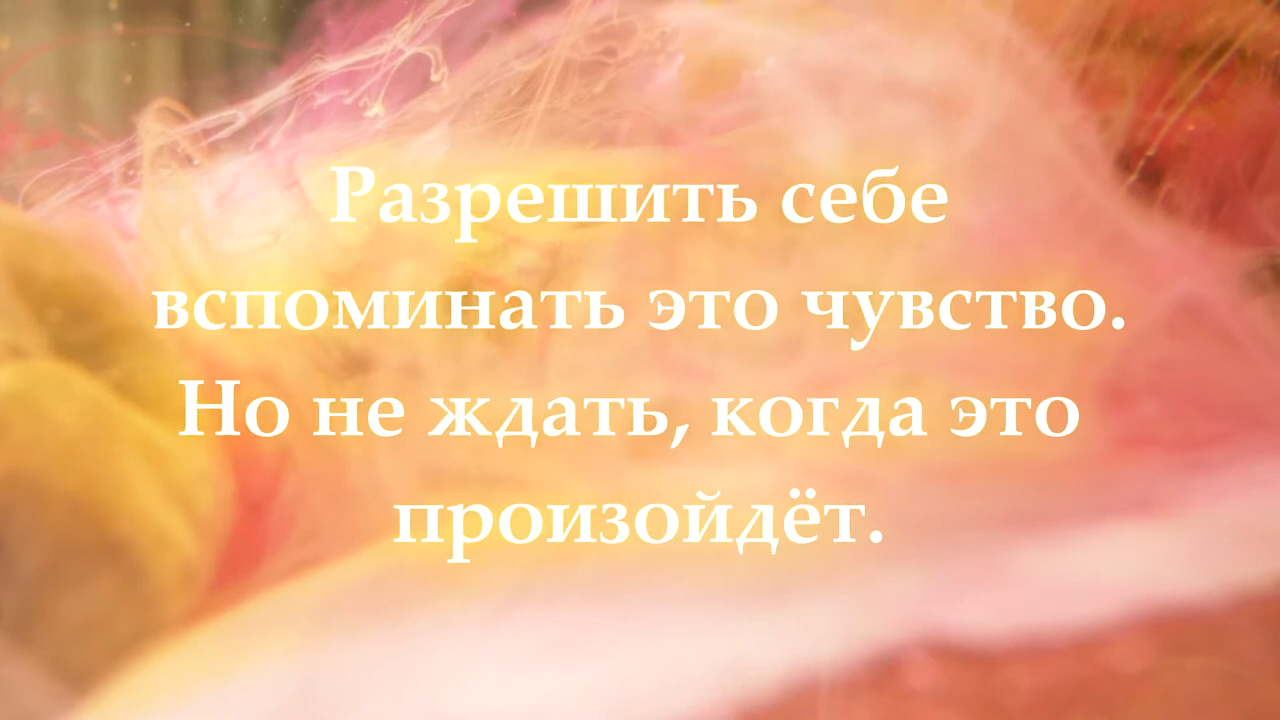 Разрешить себе
вспоминать это чувство.
Но не ждать, когда это
произойдёт.